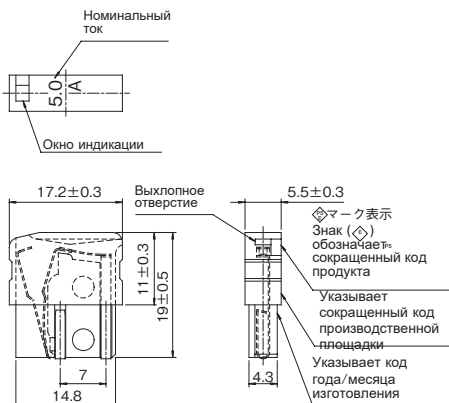 Номинальный
ток
5.0
A
Окно индикации
17.2±0.3
Выхлопное
отверстие
5.5±0.3
マーク表示
Знак ( )
обозначает
сокращенный код
продукта
11±0.3
19±0.5
Указывает
сокращенный код
производственной
площадки
Указывает код
года/месяца
изготовления
7
4.3
14.8